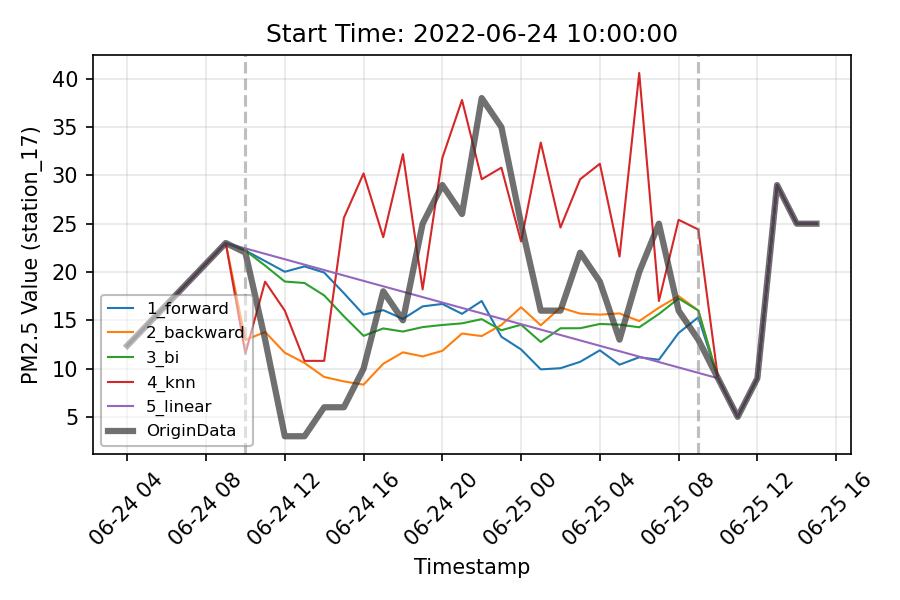 Start Time: 2022-06-24 10:00:00
PM2.5 Value (station_17)
40
35
30
25
20
15
10
5
1_forward
2_backward
3_bi
4_knn
5_linear
OriginData
06-24 04
06-24 08
06-24 12
06-24 16
06-24 20
06-25 00
06-25 04
06-25 08
06-25 12
06-25 16
Timestamp